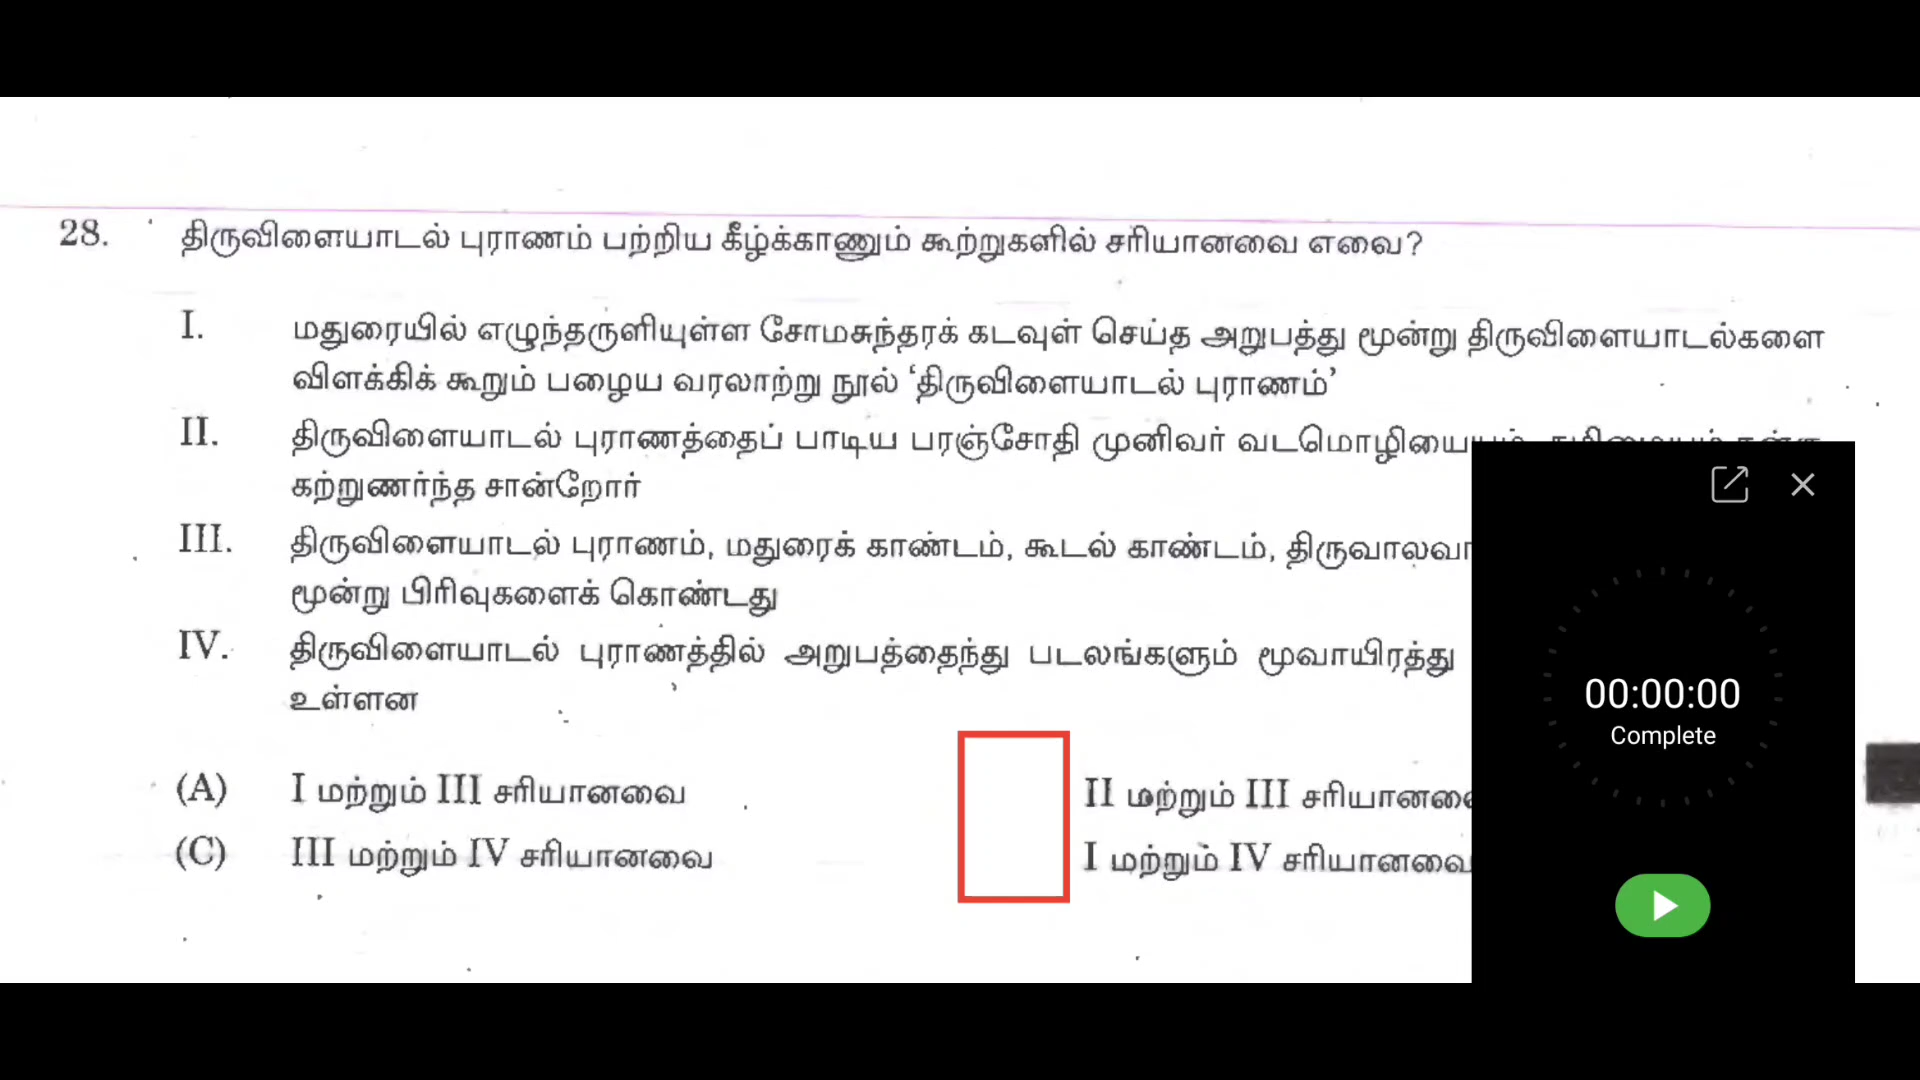 28. திருவிளையாடல் புராணம் பற்றிய கீழ்க்காணும் கூற்றுகளில் சரியானவை எவை?
I. மதுரையில் எழுந்தருளியுள்ள சோமசுந்தரக் கடவுள் செய்த அறுபத்து மூன்று திருவிளையாடல்களை
விளக்கிக் கூறும் பழைய வரலாற்று நூல் ‘திருவிளையாடல் புராணம்’
II. திருவிளையாடல் புராணத்தைப் பாடிய பரஞ்சோதி முனிவர்
கற்றுணர்ந்த சான்றோர்
III. திருவிளையாடல் புராணம், மதுரைக் காண்டம், கூடல் காண்டம்,
மூன்று பிரிவுகளைக் கொண்டது
IV. திருவிளையாடல் புராணத்தில் அறுபத்தைந்து படலங்களும் மூவாயிரத்து
உள்ளன
00:00:00
Complete
(A) I மற்றும் III சரியானவை II மற்றும் III
(C) III மற்றும் IV சரியானவை I மற்றும் IV சரியானவை